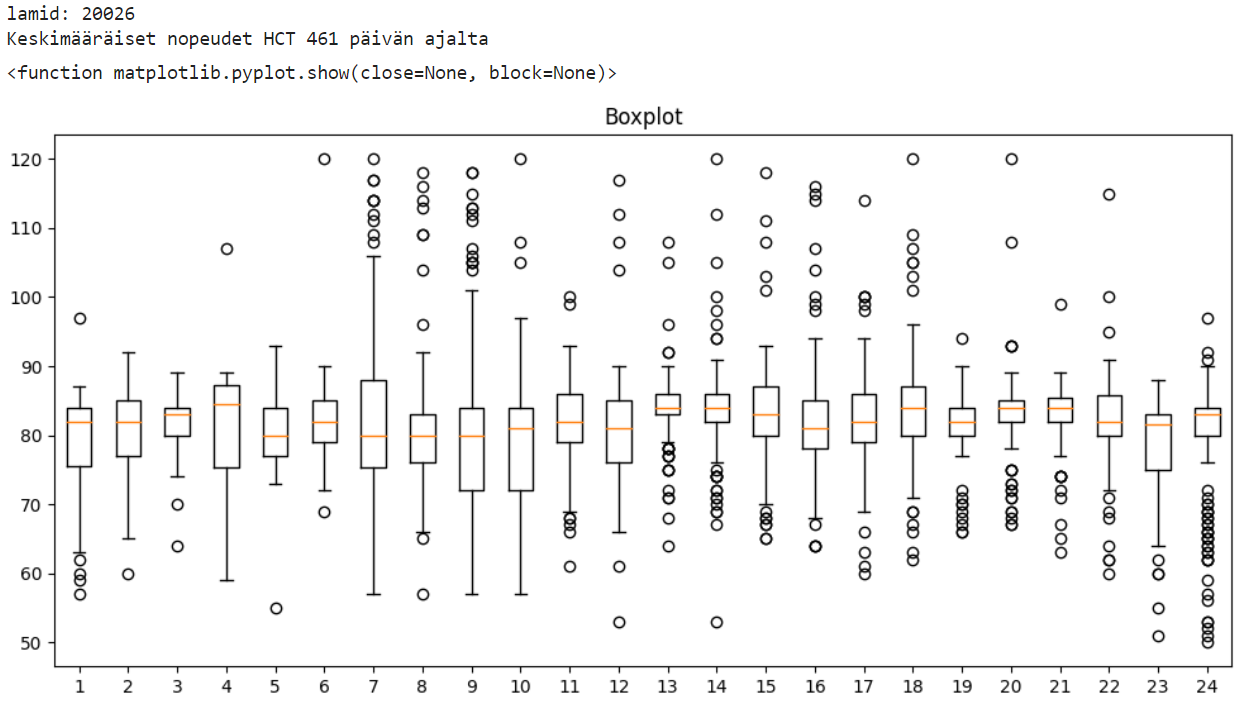 lamid: 20026
Keskimääräiset nopeudet HCT 461 päivän ajalta
<function matplotlib.pyplot.show(close=None, block=None)>
Boxplot
120
110
100
90
80
70
60
50
1 2 3 4 5 6 7 8 9 10 11 12 13 14 15 16 17 18 19 20 21 22 23 24